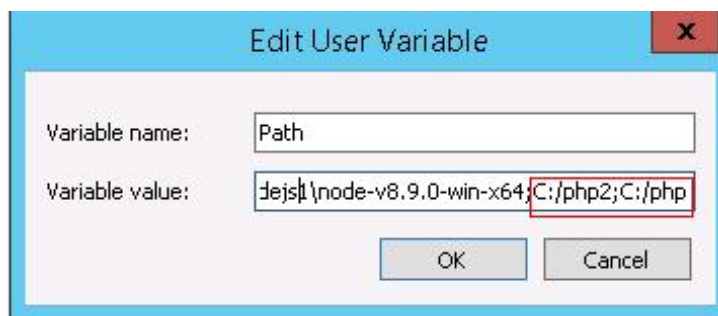 Edit User Variable
x
Variable name: Path
Variable value: dejs1\node-v8.9.0-win-x64;C:/php2;C:/php
OK Cancel